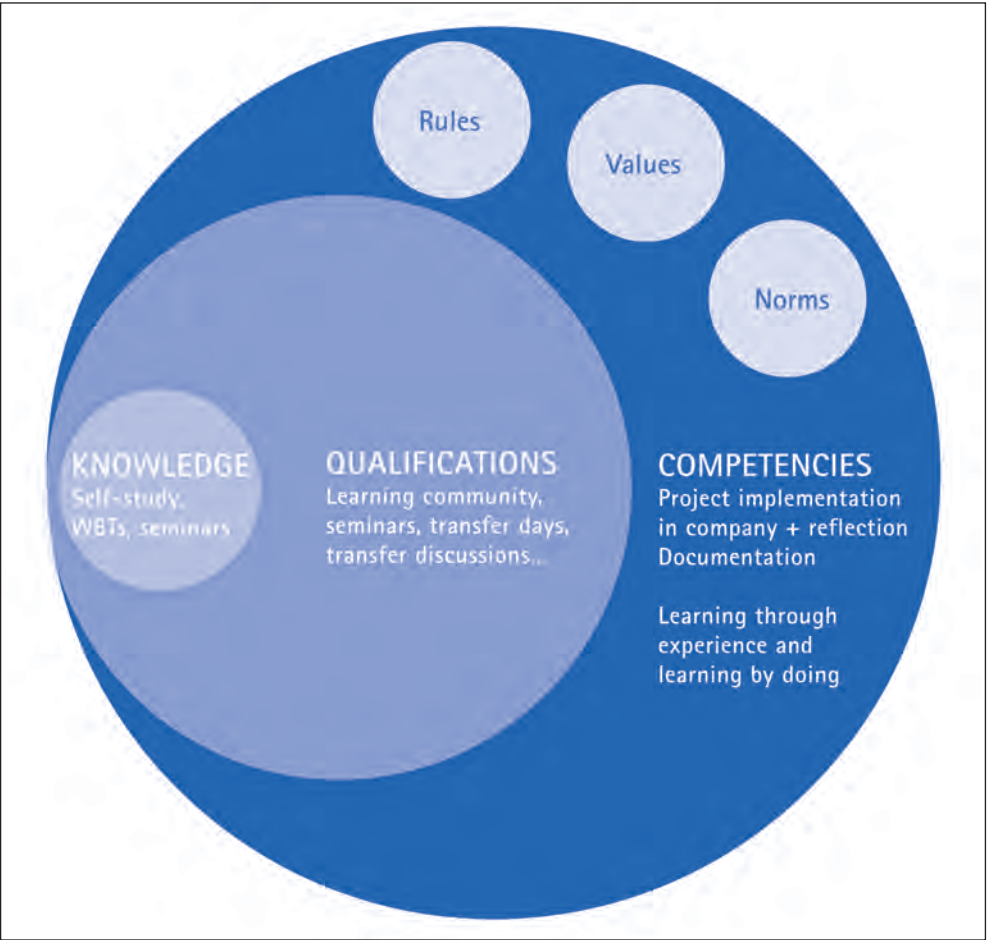 Rules
Values
Norms
KNOWLEDGE
Self-study,
WBTs, seminars
QUALIFICATIONS
Learning community,
seminars, transfer days,
transfer discussions...
COMPETENCIES
Project implementation
in company + reflection
Documentation
Learning through
experience and
learning by doing